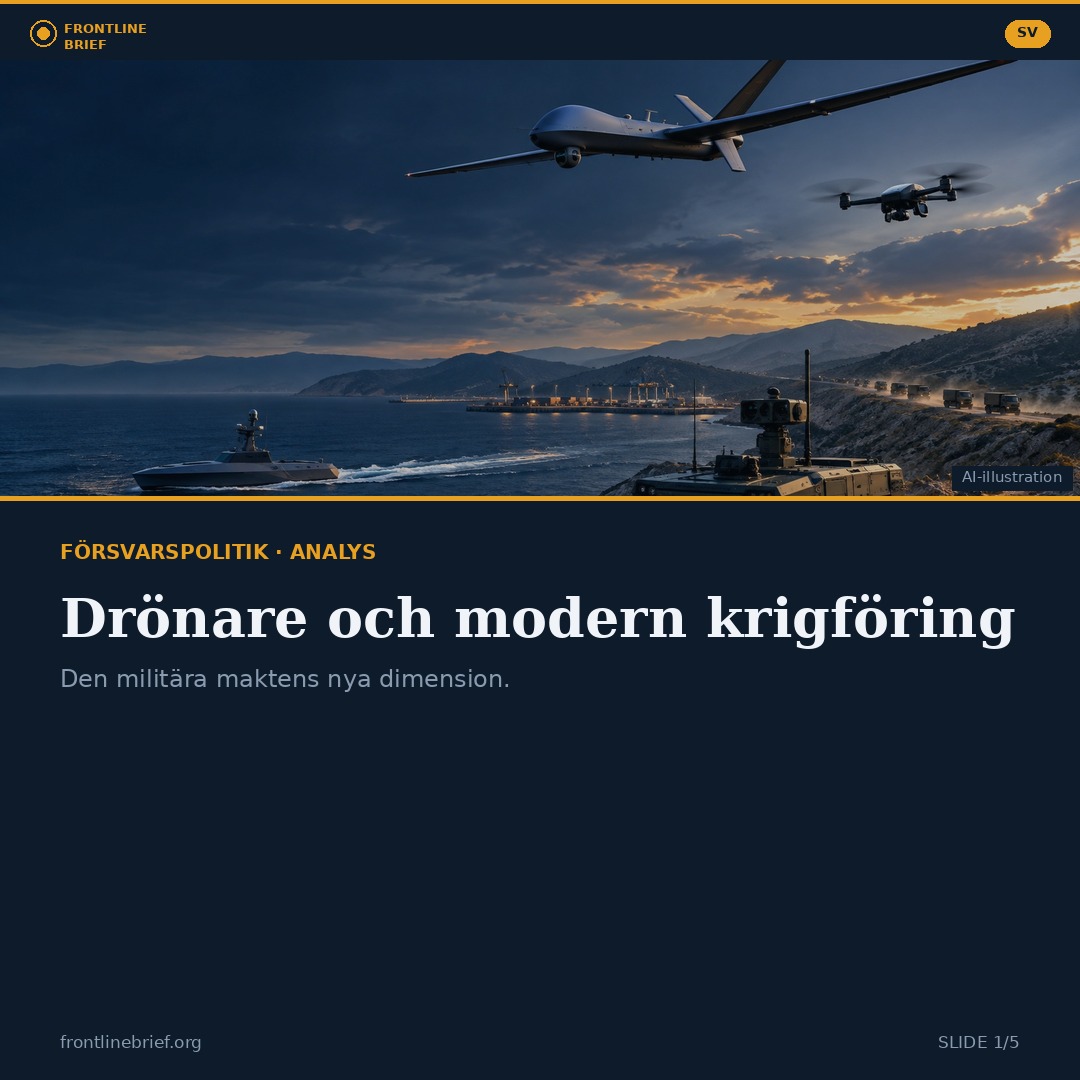 FRONTLINE
BRIEF
SV
AI-illustration
FÖRSVARSPOLITIK · ANALYS
Drönare och modern krigföring
Den militära maktens nya dimension.
frontlinebrief.org
SLIDE 1/5